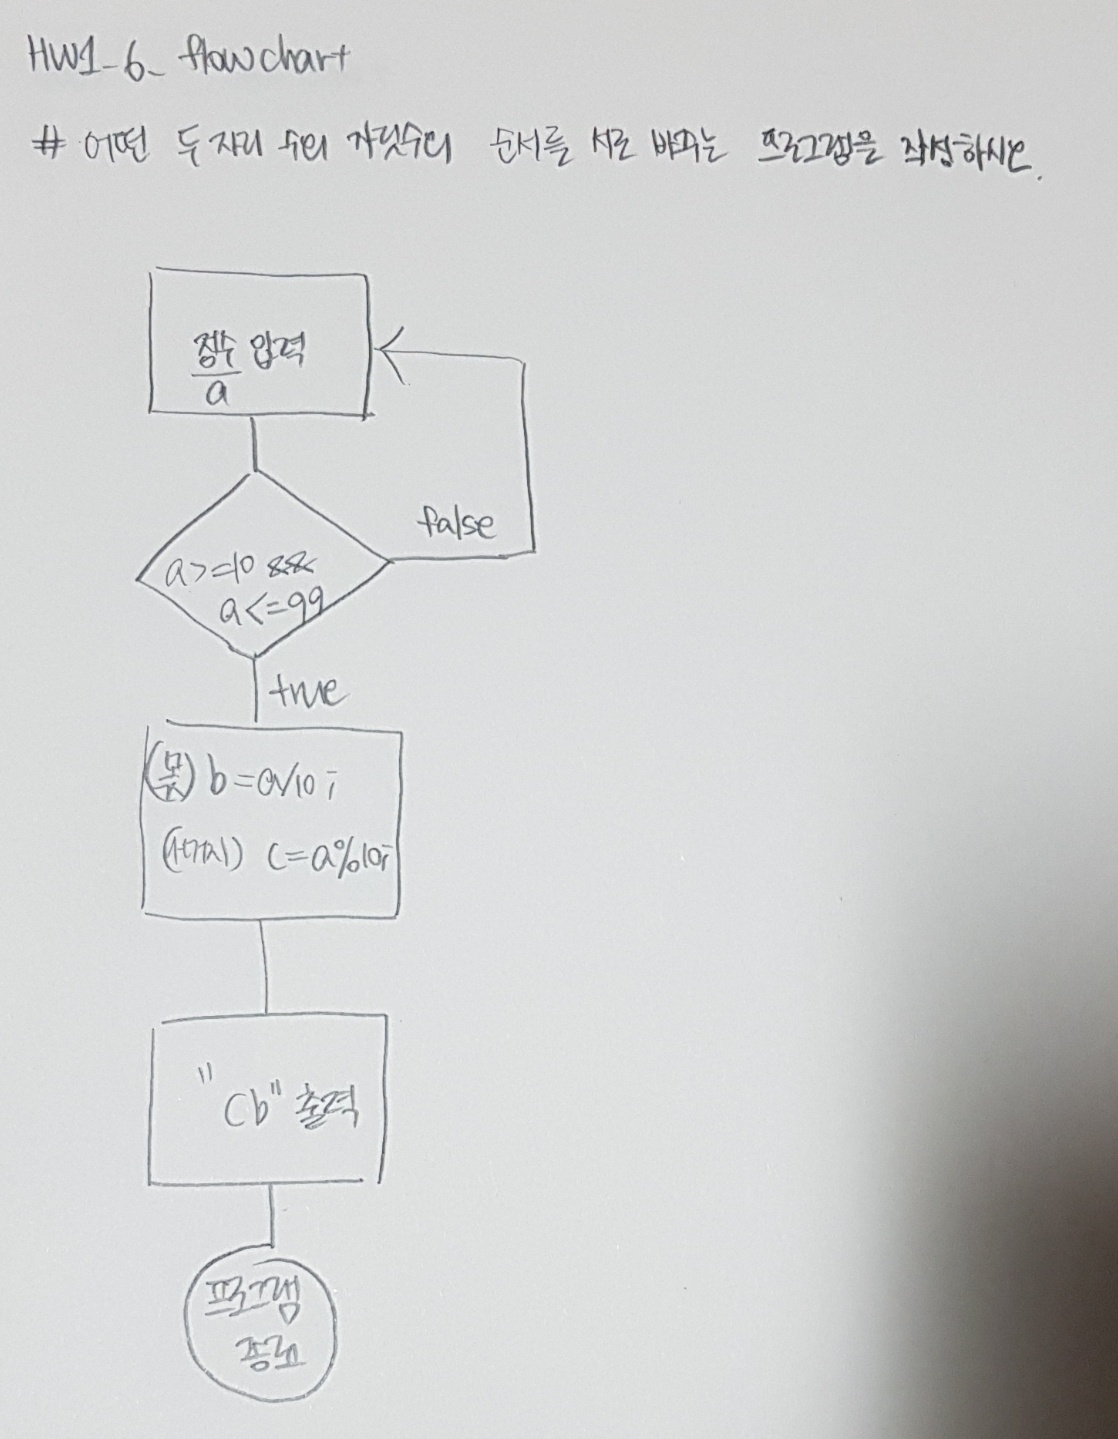 HW1-6_ flowchart
# 어떤 두 자리 수의 자릿수의 순서를 서로 바꾸는 프로그램을 작성하시오.
정수 입력
a
false
a>=10 &&
a<=99
true
(몫) b=a/10;
(나머지) c=a%10;
"cb" 출력
프로그램
종료